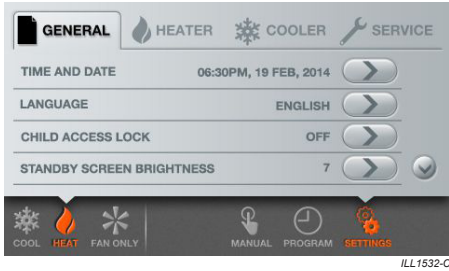 GENERAL HEATER COOLER SERVICE
TIME AND DATE 06:30PM, 19 FEB, 2014
LANGUAGE ENGLISH
CHILD ACCESS LOCK OFF
STANDBY SCREEN BRIGHTNESS 7
COOL HEAT FAN ONLY MANUAL PROGRAM SETTINGS
ILL1532-C